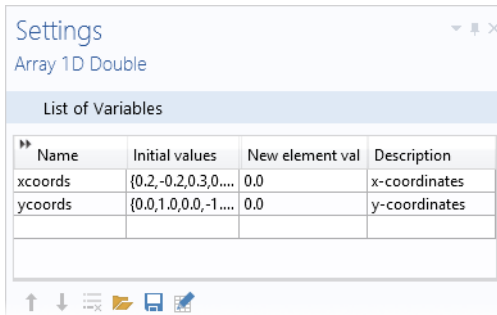 Settings
Array 1D Double
List of Variables
Name Initial values New element val Description
xcoords {0.2,-0.2,0.3,0.... 0.0 x-coordinates
ycoords {0.0,1.0,0.0,-1.... 0.0 y-coordinates